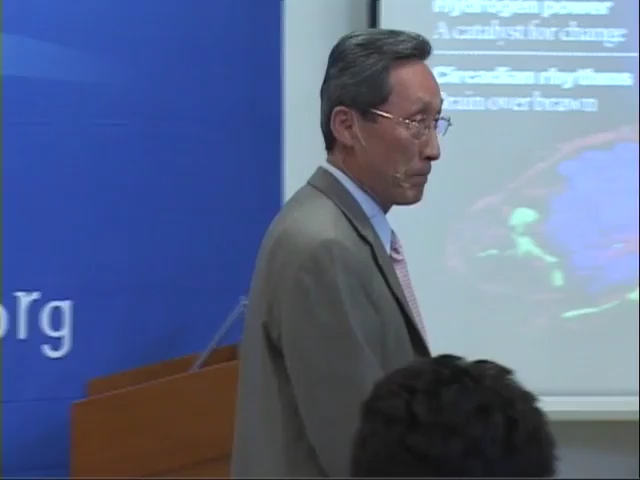 Hydrogen power
A catalyst for change
Circadian rhythms
Brain over brawn
org